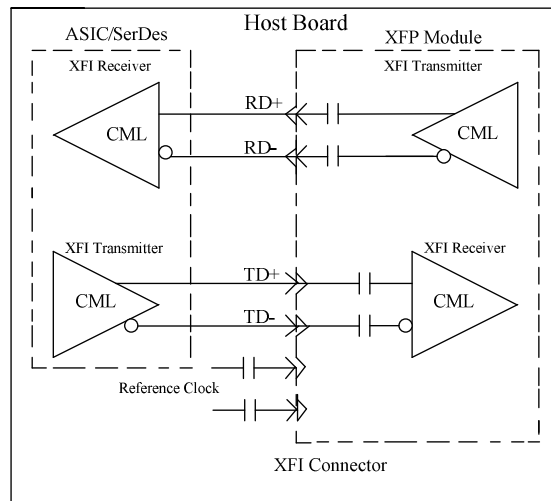 Host Board
ASIC/SerDes
XFP Module
XFI Receiver
XFI Transmitter
RD+
CML
CML
RD-
XFI Transmitter
XFI Receiver
TD+
CML
CML
TD-
Reference Clock
XFI Connector